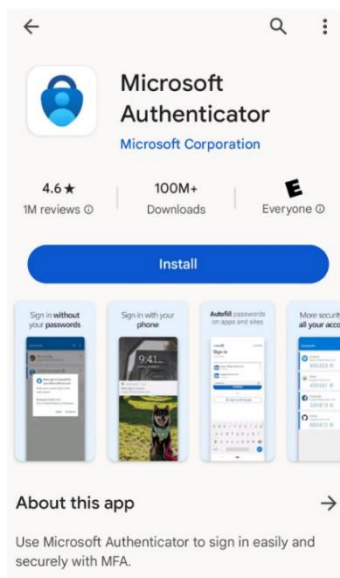 Microsoft
Authenticator
Microsoft Corporation
4.6★
1M reviews
100M+
Downloads
E
Everyone
Install
Sign in without
your passwords
Sign in with your
phone
9:41
Autofill passwords
on apps and sites
Sign in
More security
all your acco
About this app
Use Microsoft Authenticator to sign in easily and
securely with MFA.